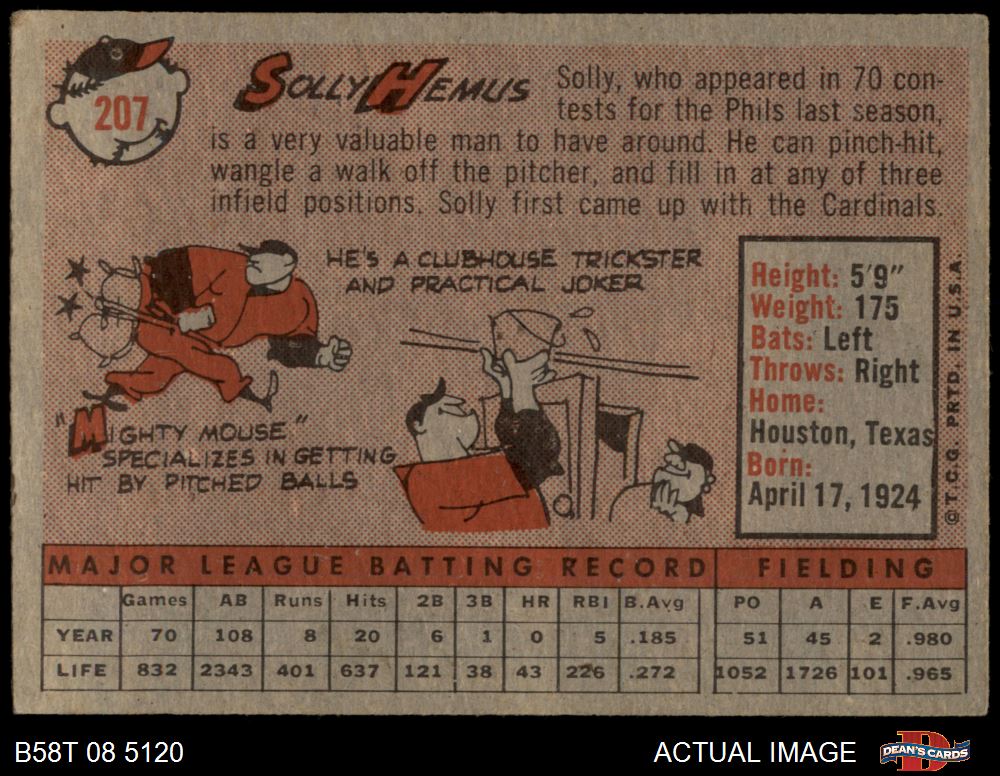 207
SOLLY HEMUS
Solly, who appeared in 70 con-
tests for the Phils last season,
is a very valuable man to have around. He can pinch-hit,
wangle a walk off the pitcher, and fill in at any of three
infield positions. Solly first came up with the Cardinals.
HE'S A CLUBHOUSE TRICKSTER
AND PRACTICAL JOKER
"MIGHTY MOUSE"
SPECIALIZES IN GETTING
HIT BY PITCHED BALLS
Height: 5'9"
Weight: 175
Bats: Left
Throws: Right
Home:
Houston, Texas
Born:
April 17, 1924
© T.C.G. PRTD. IN U.S.A.
MAJOR LEAGUE BATTING RECORD FIELDING
Games AB Runs Hits 2B 3B HR RBI B.Avg PO A E F.Avg
YEAR 70 108 8 20 6 1 0 5 .185 51 45 2 .980
LIFE 832 2343 401 637 121 38 43 226 .272 1052 1726 101 .965
B58T 08 5120 ACTUAL IMAGE DEAN'S CARDS